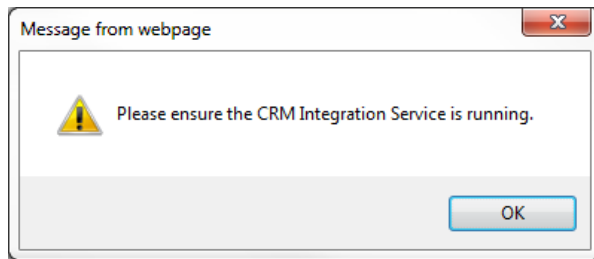 Message from webpage
Please ensure the CRM Integration Service is running.
OK